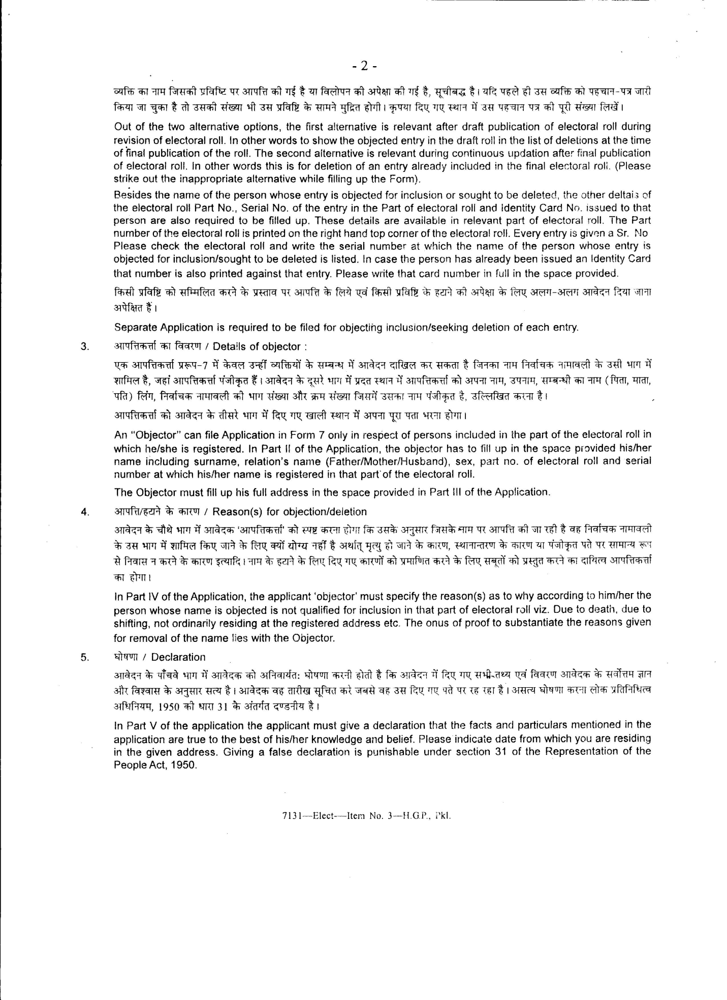 - 2 -
व्यक्ति का नाम जिसकी प्रविष्टि पर आपत्ति की गई है या विलोपन की अपेक्षा की गई है, सूचीबद्ध है। यदि पहले ही उस व्यक्ति को पहचान-पत्र जारी
किया जा चुका है तो उसकी संख्या भी उस प्रविष्टि के सामने मुद्रित होगी। कृपया दिए गए स्थान में उस पहचान पत्र की पूरी संख्या लिखें।
Out of the two alternative options, the first alternative is relevant after draft publication of electoral roll during
revision of electoral roll. In other words to show the objected entry in the draft roll in the list of deletions at the time
of final publication of the roll. The second alternative is relevant during continuous updation after final publication
of electoral roll. In other words this is for deletion of an entry already included in the final electoral roll. (Please
strike out the inappropriate alternative while filling up the Form).
Besides the name of the person whose entry is objected for inclusion or sought to be deleted, the other deltais of
the electoral roll Part No., Serial No. of the entry in the Part of electoral roll and Identity Card No. issued to that
person are also required to be filled up. These details are available in relevant part of electoral roll. The Part
number of the electoral roll is printed on the right hand top corner of the electoral roll. Every entry is given a Sr. No
Please check the electoral roll and write the serial number at which the name of the person whose entry is
objected for inclusion/sought to be deleted is listed. In case the person has already been issued an Identity Card
that number is also printed against that entry. Please write that card number in full in the space provided.
किसी प्रविष्टि को सम्मिलित करने के प्रस्ताव पर आपत्ति के लिये एवं किसी प्रविष्टि के हटाने की अपेक्षा के लिए अलग-अलग आवेदन दिया जाना
अपेक्षित हैं।
Separate Application is required to be filed for objecting inclusion/seeking deletion of each entry.
3. आपत्तिकर्त्ता का विवरण / Details of objector :
एक आपत्तिकर्त्ता प्ररूप-7 में केवल उन्हीं व्यक्तियों के सम्बन्ध में आवेदन दाखिल कर सकता है जिनका नाम निर्वाचक नामावली के उसी भाग में
शामिल है, जहां आपत्तिकर्त्ता पंजीकृत हैं। आवेदन के दूसरे भाग में प्रदत स्थान में आपत्तिकर्त्ता को अपना नाम, उपनाम, सम्बन्धी का नाम (पिता, माता,
पति) लिंग, निर्वाचक नामावली की भाग संख्या और क्रम संख्या जिसमें उसका नाम पंजीकृत है, उल्लिखित करना है।
आपत्तिकर्त्ता को आवेदन के तीसरे भाग में दिए गए खाली स्थान में अपना पूरा पता भरना होगा।
An “Objector” can file Application in Form 7 only in respect of persons included in the part of the electoral roll in
which he/she is registered. In Part II of the Application, the objector has to fill up in the space provided his/her
name including surname, relation's name (Father/Mother/Husband), sex, part no. of electoral roll and serial
number at which his/her name is registered in that part of the electoral roll.
The Objector must fill up his full address in the space provided in Part III of the Application.
4. आपत्ति/हटाने के कारण / Reason(s) for objection/deletion
आवेदन के चौथे भाग में आवेदक 'आपत्तिकर्त्ता' को स्पष्ट करना होगा कि उसके अनुसार जिसके नाम पर आपत्ति की जा रही है वह निर्वाचक नामावली
के उस भाग में शामिल किए जाने के लिए क्यों योग्य नहीं है अर्थात् मृत्यु हो जाने के कारण, स्थानान्तरण के कारण या पंजीकृत पते पर सामान्य रूप
से निवास न करने के कारण इत्यादि। नाम के हटाने के लिए दिए गए कारणों को प्रमाणित करने के लिए सबूतों को प्रस्तुत करने का दायित्व आपत्तिकर्त्ता
का होगा।
In Part IV of the Application, the applicant 'objector' must specify the reason(s) as to why according to him/her the
person whose name is objected is not qualified for inclusion in that part of electoral roll viz. Due to death, due to
shifting, not ordinarily residing at the registered address etc. The onus of proof to substantiate the reasons given
for removal of the name lies with the Objector.
5. घोषणा / Declaration
आवेदन के पाँचवे भाग में आवेदक को अनिवार्यत: घोषणा करनी होती है कि आवेदन में दिए गए सभी तथ्य एवं विवरण आवेदक के सर्वोत्तम ज्ञान
और विश्वास के अनुसार सत्य है। आवेदक वह तारीख सूचित करे जबसे वह उस दिए गए पते पर रह रहा है। असत्य घोषणा करना लोक प्रतिनिधित्व
अधिनियम, 1950 की धारा 31 के अंतर्गत दण्डनीय है।
In Part V of the application the applicant must give a declaration that the facts and particulars mentioned in the
application are true to the best of his/her knowledge and belief. Please indicate date from which you are residing
in the given address. Giving a false declaration is punishable under section 31 of the Representation of the
People Act, 1950.
7131—Elect-—Item No. 3—H.G.P., Pkl.